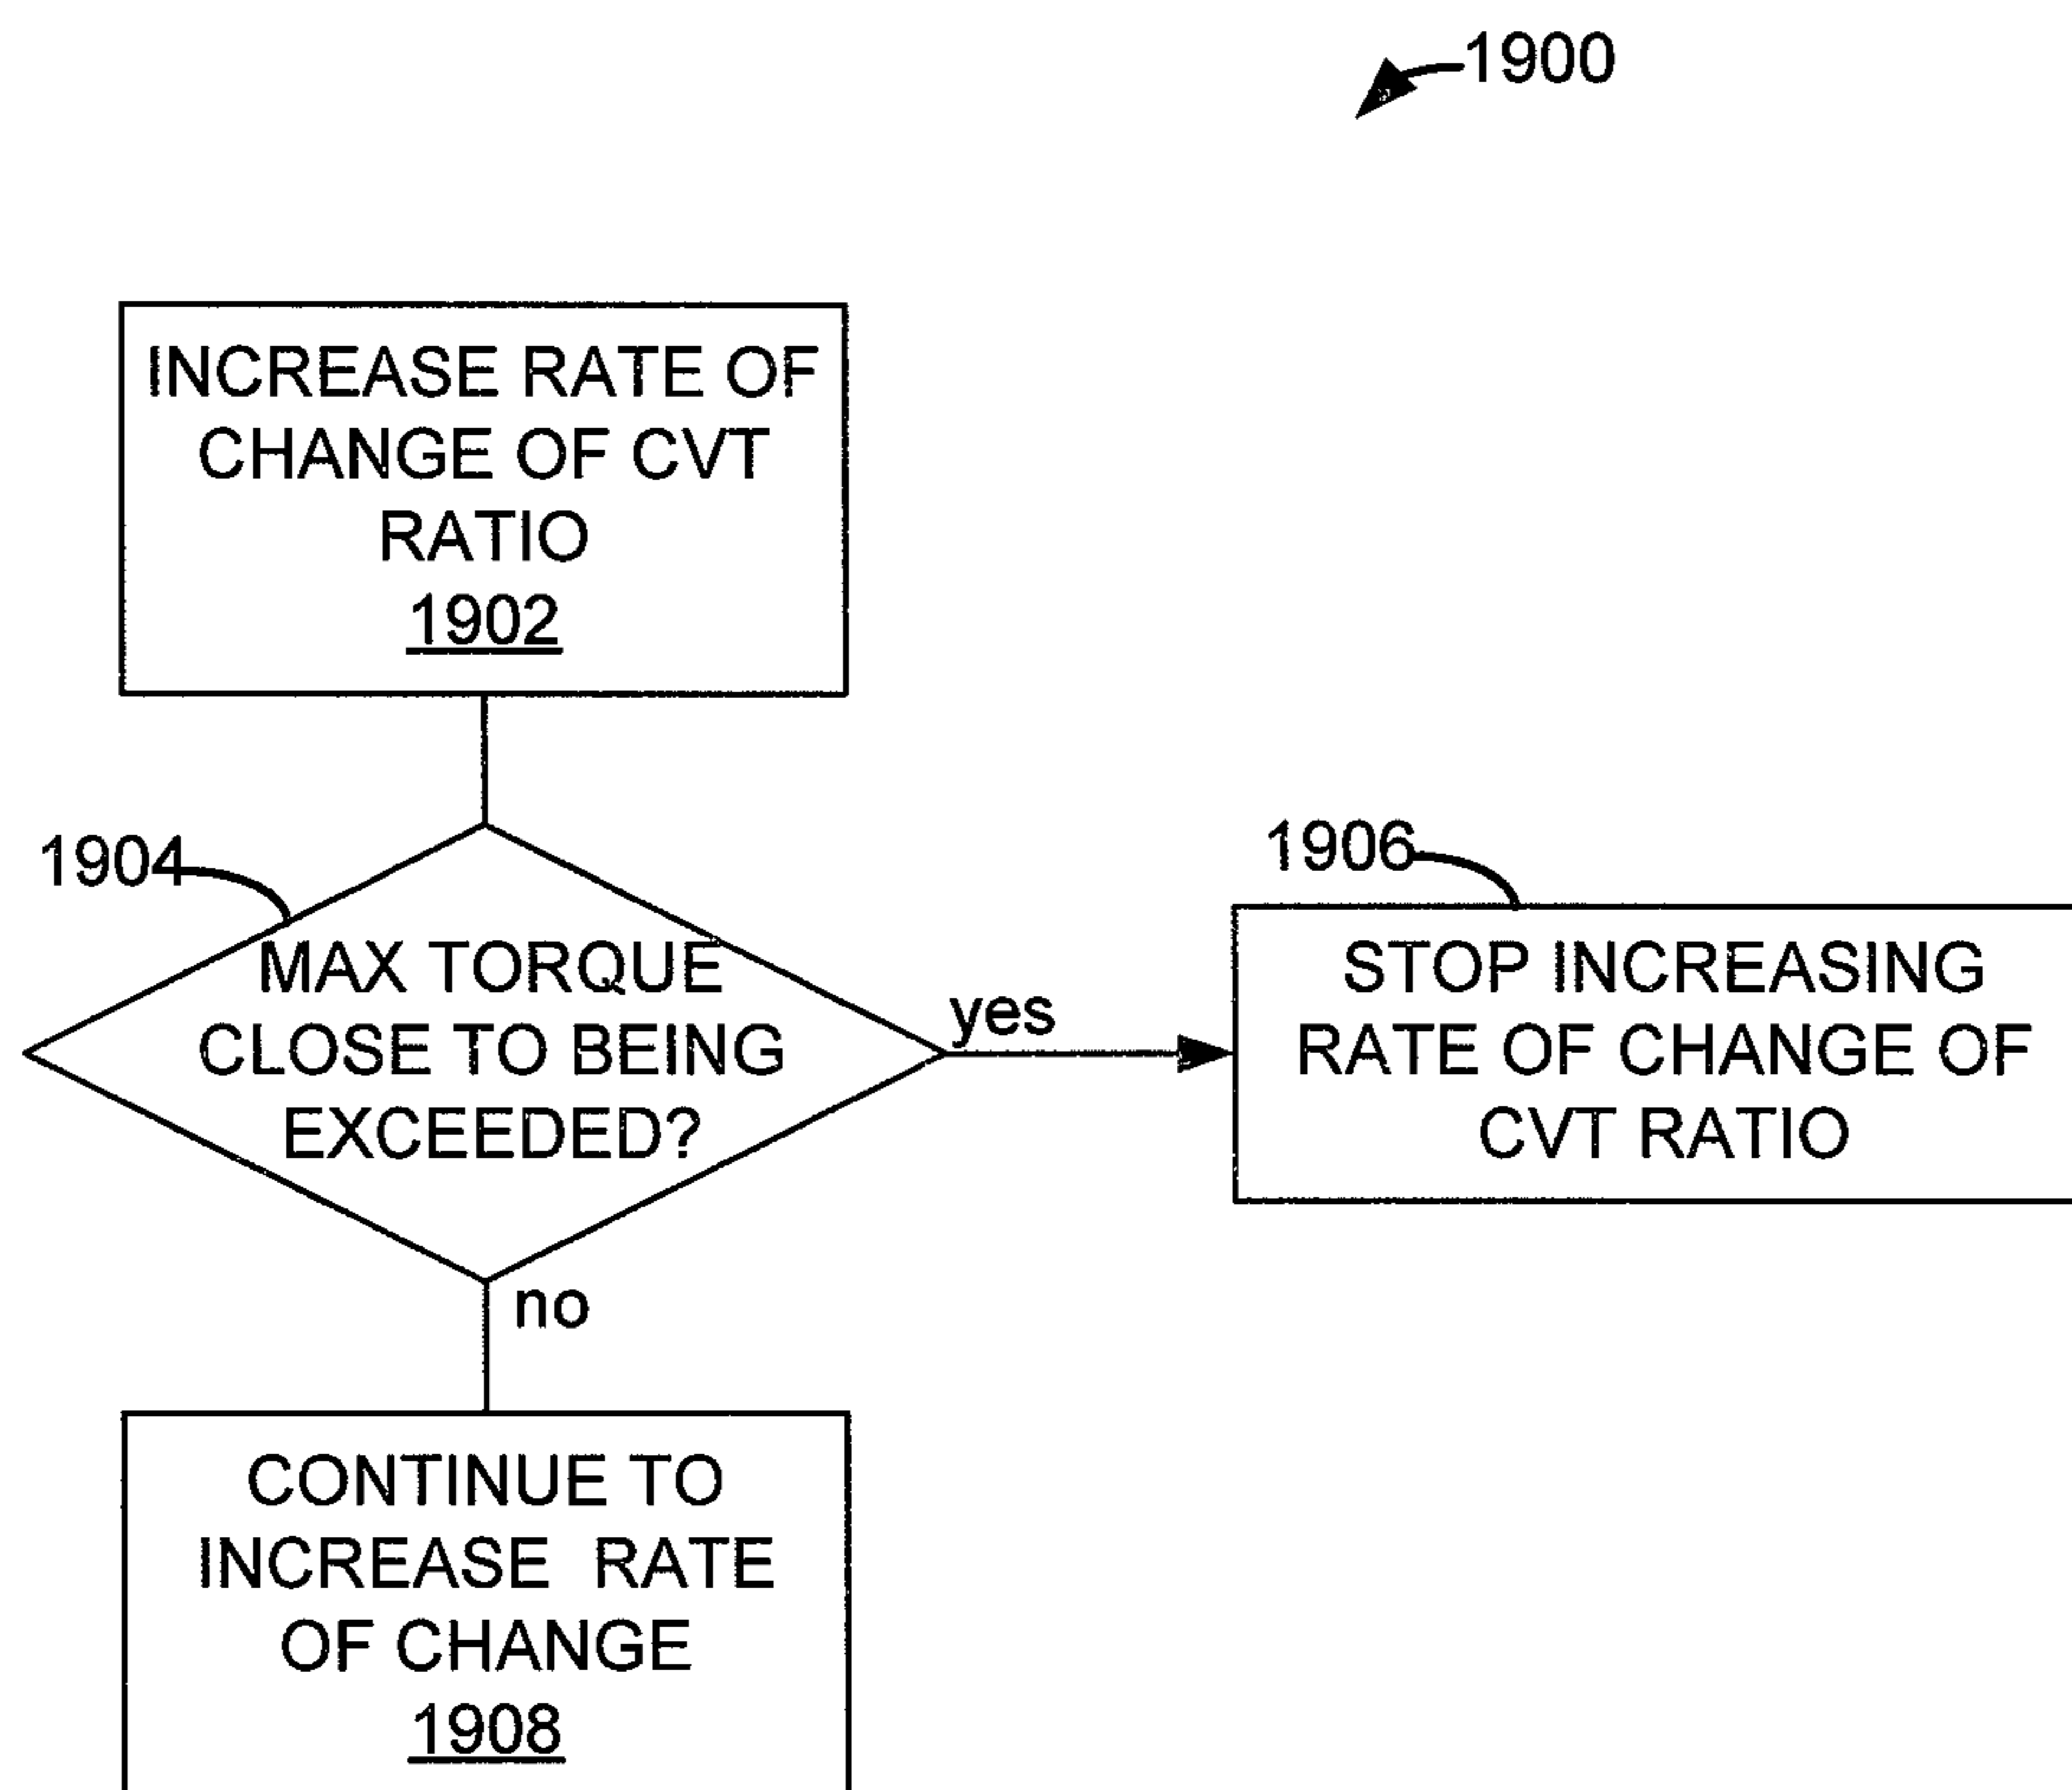 1900
INCREASE RATE OF
CHANGE OF CVT
RATIO
1902
1904
MAX TORQUE
CLOSE TO BEING
EXCEEDED?
yes
1906
STOP INCREASING
RATE OF CHANGE OF
CVT RATIO
no
CONTINUE TO
INCREASE RATE
OF CHANGE
1908